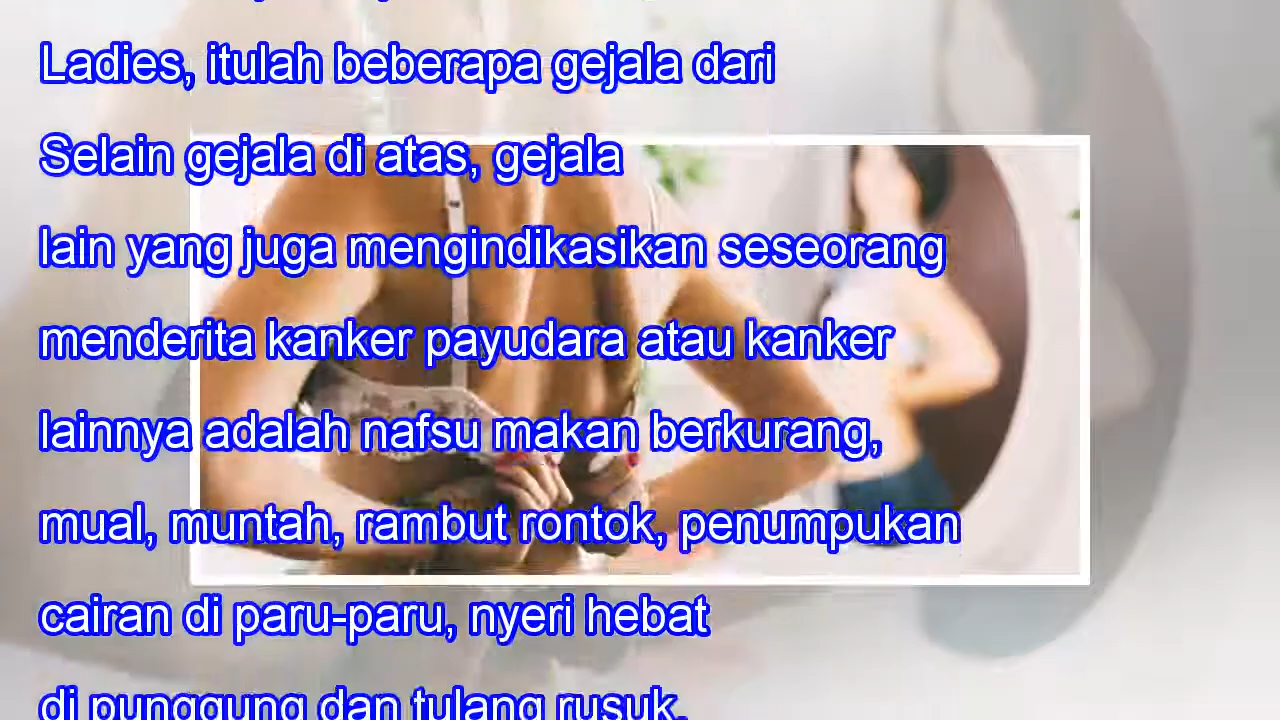 Ladies, itulah beberapa gejala dari
Selain gejala di atas, gejala
lain yang juga mengindikasikan seseorang
menderita kanker payudara atau kanker
lainnya adalah nafsu makan berkurang,
mual, muntah, rambut rontok, penumpukan
cairan di paru-paru, nyeri hebat
di punggung dan tulang rusuk.